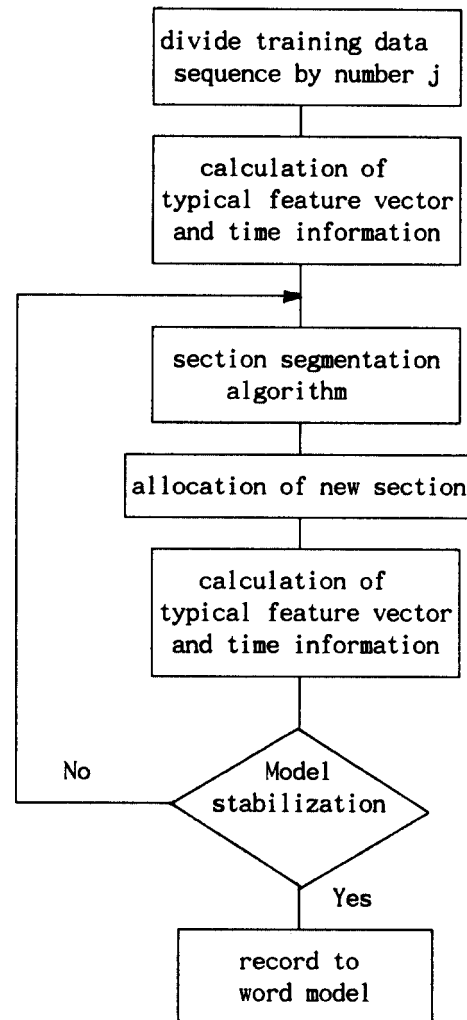 divide training data
sequence by number j
calculation of
typical feature vector
and time information
section segmentation
algorithm
allocation of new section
calculation of
typical feature vector
and time information
No
Model
stabilization
Yes
record to
word model